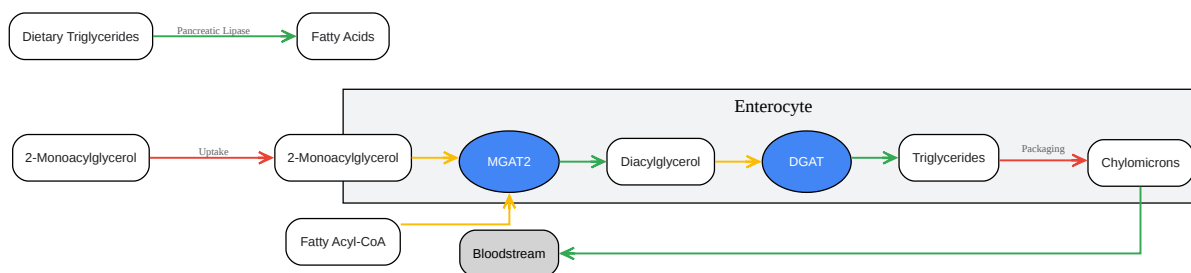 Dietary Triglycerides
Pancreatic Lipase
Fatty Acids
Enterocyte
2-Monoacylglycerol
Uptake
2-Monoacylglycerol
MGAT2
Diacylglycerol
DGAT
Triglycerides
Packaging
Chylomicrons
Fatty Acyl-CoA
Bloodstream